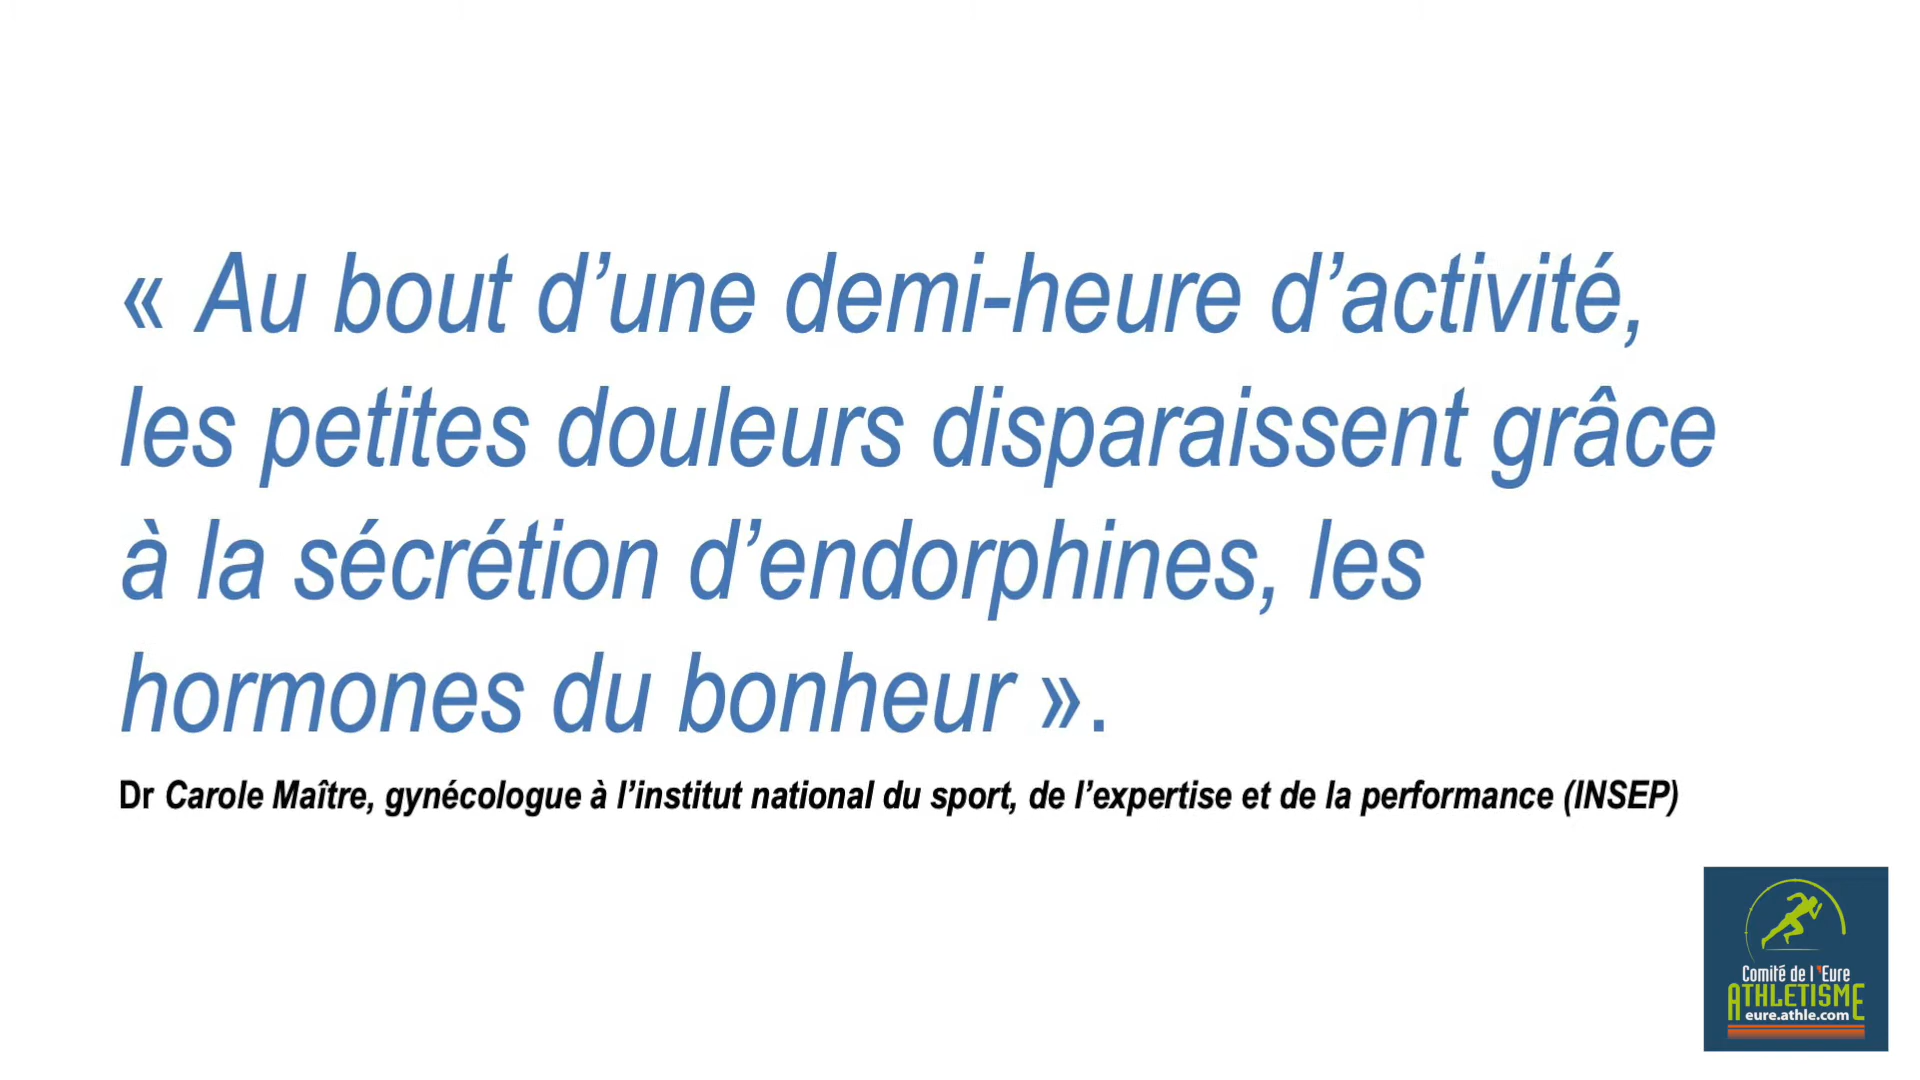 « Au bout d’une demi-heure d’activité,
les petites douleurs disparaissent grâce
à la sécrétion d’endorphines, les
hormones du bonheur ».
Dr Carole Maître, gynécologue à l’institut national du sport, de l’expertise et de la performance (INSEP)
Comité de l'Eure
ATHLETISME
eure.athle.com